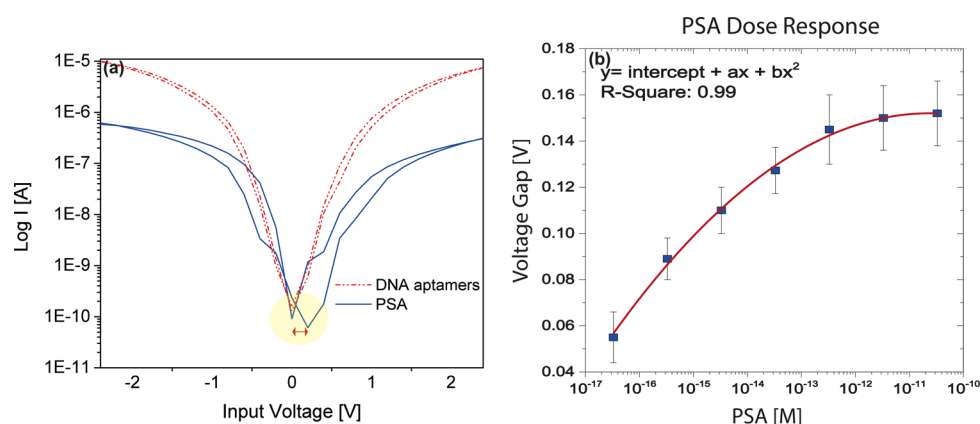 PSA Dose Response
(a)
1E-5
1E-6
1E-7
1E-8
1E-9
1E-10
1E-11
Log I [A]
DNA aptamers
PSA
-2 -1 0 1 2
Input Voltage [V]
(b)
y= intercept + ax + bx²
R-Square: 0.99
0.18
0.16
0.14
0.12
0.10
0.08
0.06
0.04
Voltage Gap [V]
10⁻¹⁷ 10⁻¹⁶ 10⁻¹⁵ 10⁻¹⁴ 10⁻¹³ 10⁻¹² 10⁻¹¹ 10⁻¹⁰
PSA [M]